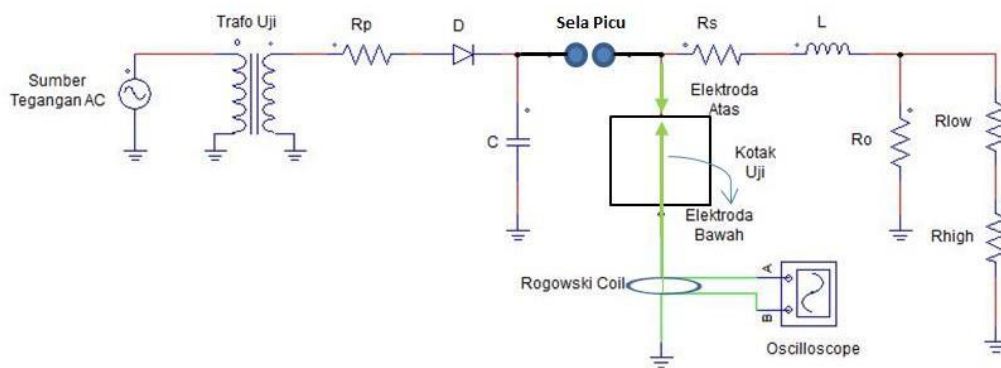 Trafo Uji
Rp
D
Sela Picu
Rs
L
Sumber
Tegangan AC
C
Elektroda
Atas
Kotak
Uji
Elektroda
Bawah
Ro
Rlow
Rhigh
Rogowski Coil
A
B
Oscilloscope